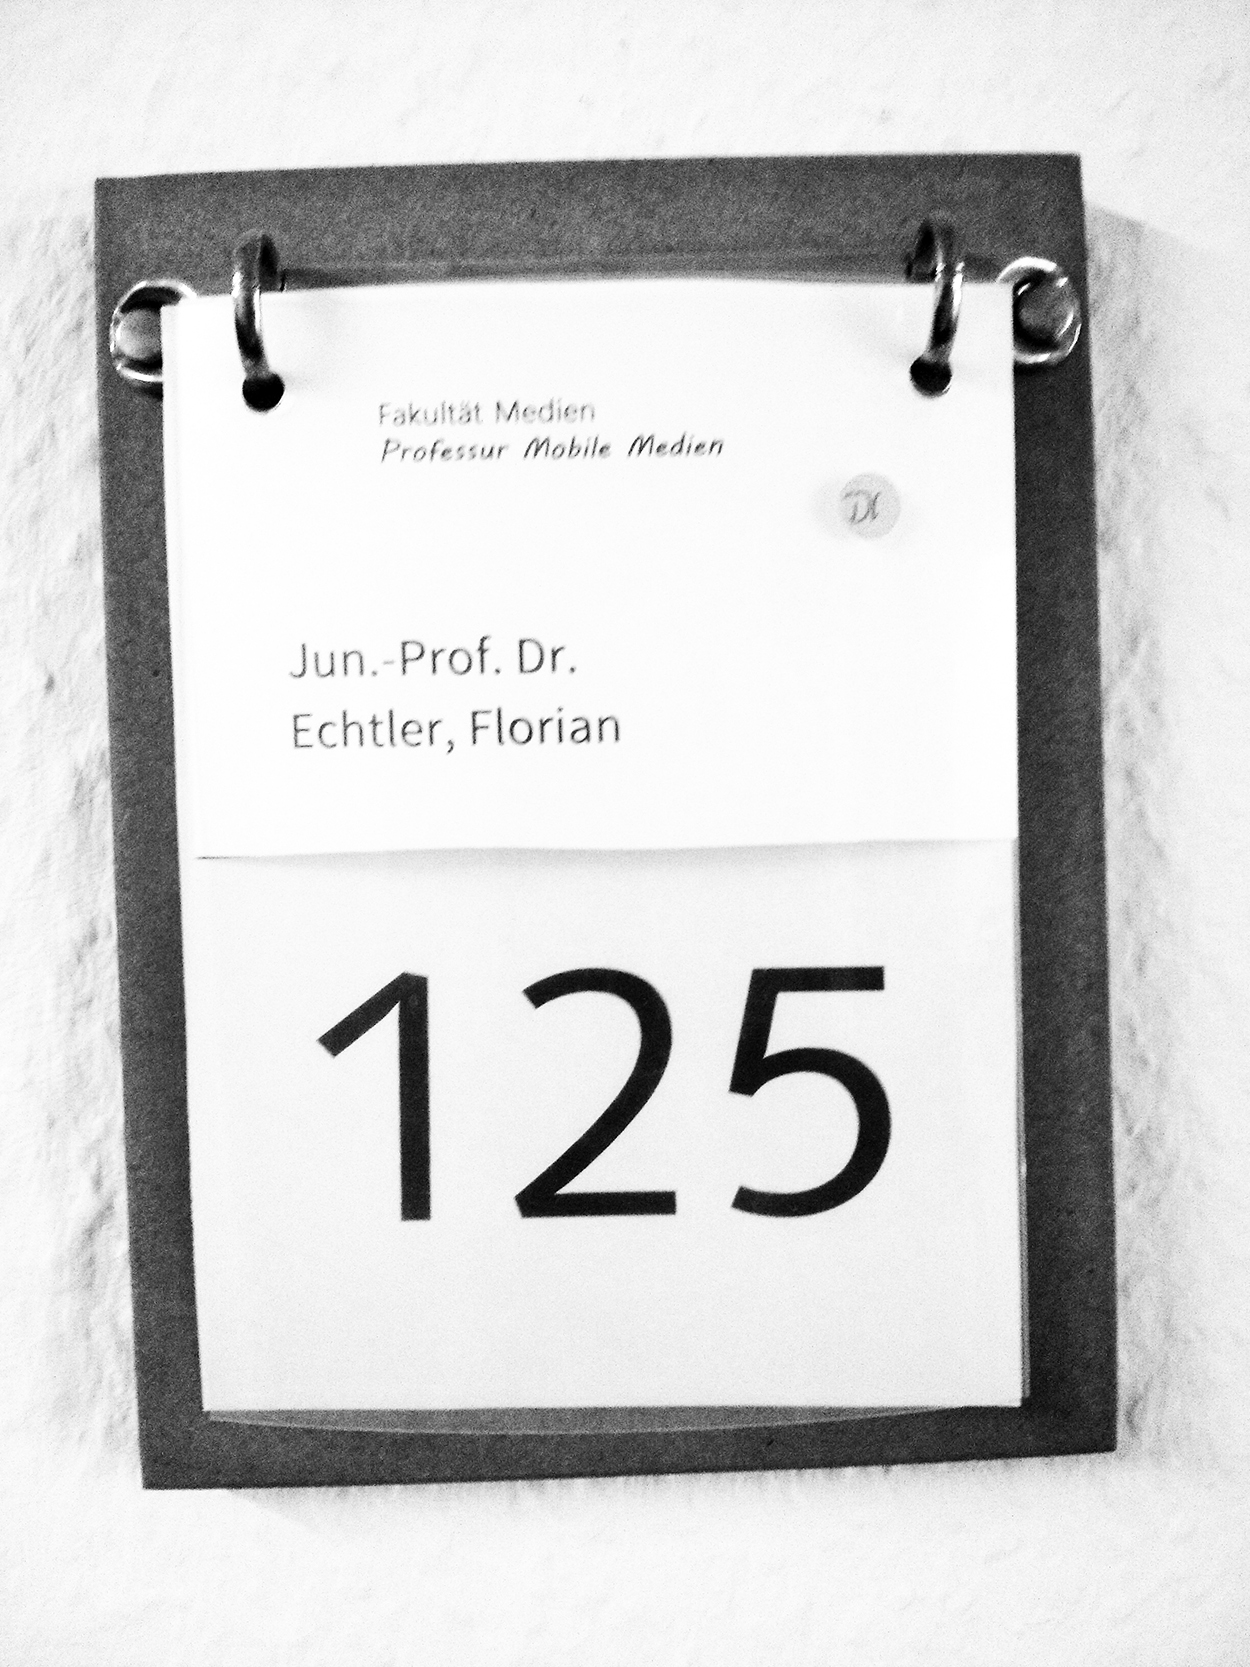 Fakultät Medien
Professur Mobile Medien
Jun.-Prof. Dr.
Echtler, Florian
125